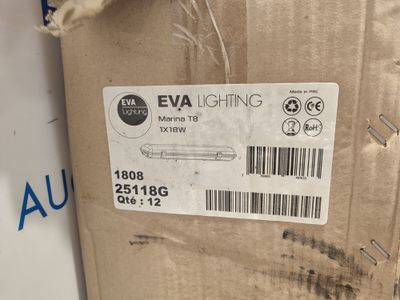 EVA
Lighting
EVA LIGHTING
Marina T8
1X18W
Made in PRC
CE
RoHS
1808
25118G
Qté : 12
AU